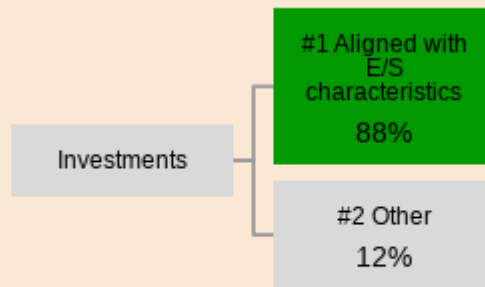 #1 Aligned with
E/S
characteristics
88%
Investments
#2 Other
12%